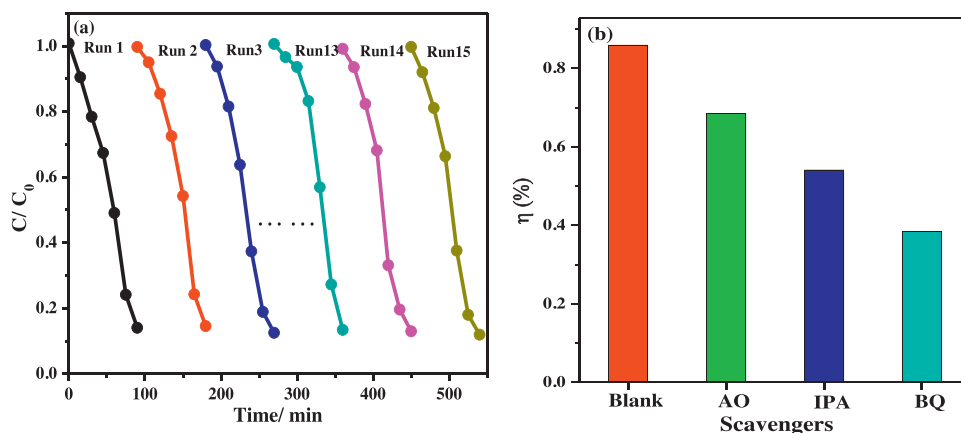 (a)
Run 1
Run 2
Run3
Run13
Run14
Run15
1.0
0.8
0.6
0.4
0.2
0.0
C/ C0
...... 
0
100
200
300
400
500
Time/ min
(b)
0.8
0.6
0.4
0.2
0.0
η (%)
Blank
AO
IPA
BQ
Scavengers